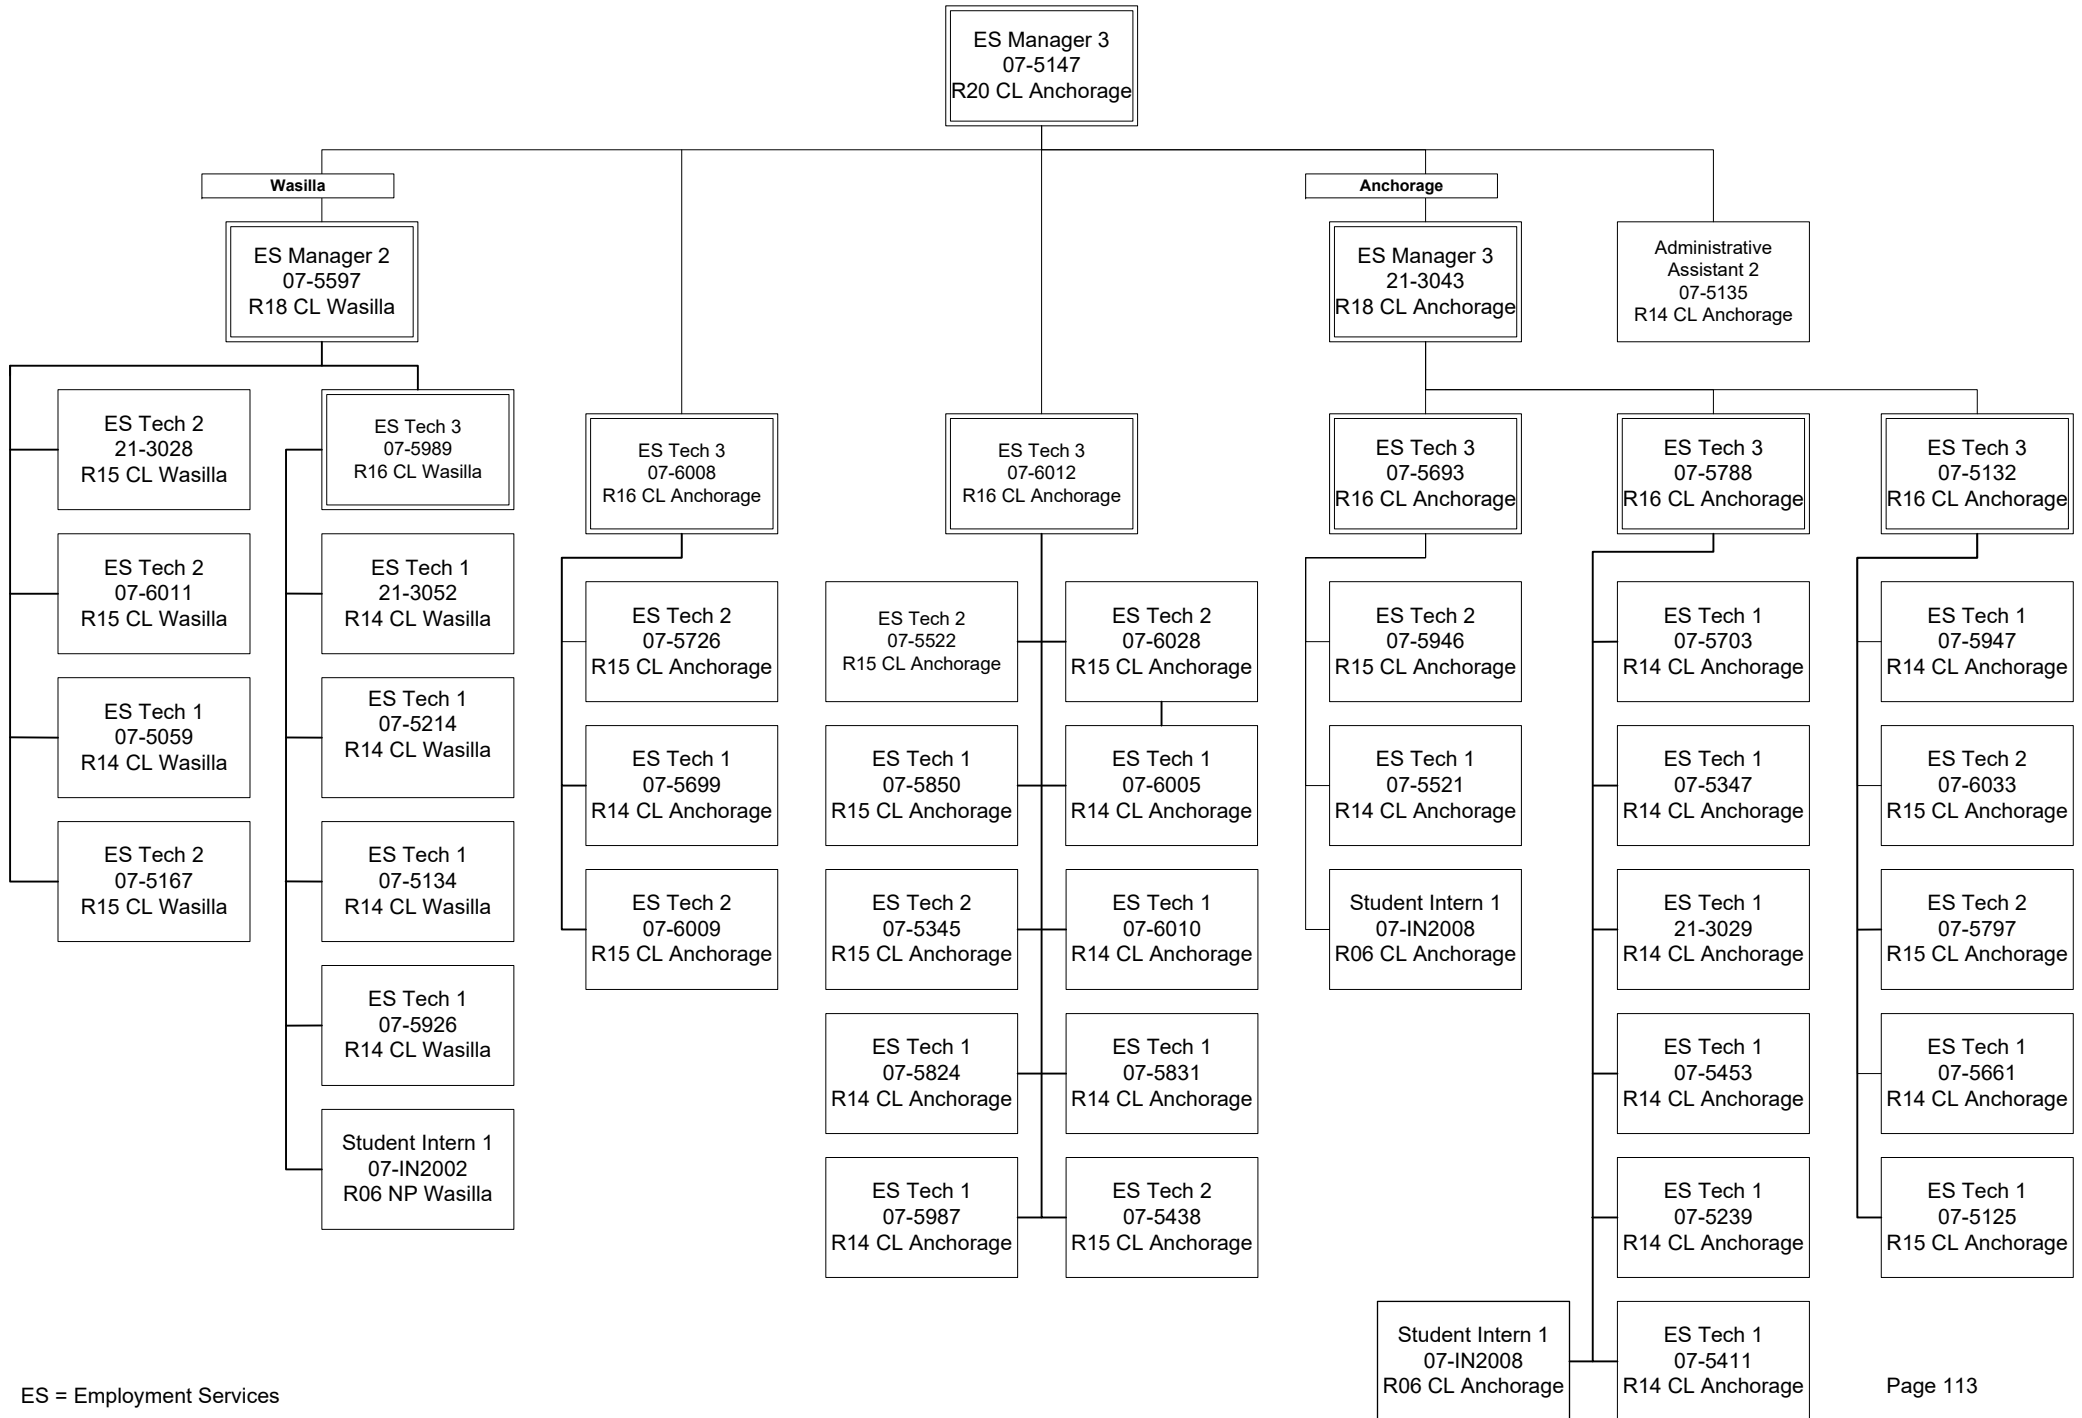 ES Manager 3
07-5147
R20 CL Anchorage
Wasilla
Anchorage
ES Manager 2
07-5597
R18 CL Wasilla
ES Manager 3
21-3043
R18 CL Anchorage
Administrative
Assistant 2
07-5135
R14 CL Anchorage
ES Tech 2
21-3028
R15 CL Wasilla
ES Tech 2
07-6011
R15 CL Wasilla
ES Tech 1
07-5059
R14 CL Wasilla
ES Tech 2
07-5167
R15 CL Wasilla
ES Tech 3
07-5989
R16 CL Wasilla
ES Tech 1
21-3052
R14 CL Wasilla
ES Tech 1
07-5214
R14 CL Wasilla
ES Tech 1
07-5134
R14 CL Wasilla
ES Tech 1
07-5926
R14 CL Wasilla
Student Intern 1
07-IN2002
R06 NP Wasilla
ES Tech 3
07-6008
R16 CL Anchorage
ES Tech 2
07-5726
R15 CL Anchorage
ES Tech 1
07-5699
R14 CL Anchorage
ES Tech 2
07-6009
R15 CL Anchorage
ES Tech 3
07-6012
R16 CL Anchorage
ES Tech 2
07-5522
R15 CL Anchorage
ES Tech 1
07-5850
R15 CL Anchorage
ES Tech 2
07-5345
R15 CL Anchorage
ES Tech 1
07-5824
R14 CL Anchorage
ES Tech 1
07-5987
R14 CL Anchorage
ES Tech 2
07-6028
R15 CL Anchorage
ES Tech 1
07-6005
R14 CL Anchorage
ES Tech 1
07-6010
R14 CL Anchorage
ES Tech 1
07-5831
R14 CL Anchorage
ES Tech 2
07-5438
R15 CL Anchorage
ES Tech 3
07-5693
R16 CL Anchorage
ES Tech 2
07-5946
R15 CL Anchorage
ES Tech 1
07-5521
R14 CL Anchorage
Student Intern 1
07-IN2008
R06 CL Anchorage
ES Tech 3
07-5788
R16 CL Anchorage
ES Tech 1
07-5703
R14 CL Anchorage
ES Tech 1
07-5347
R14 CL Anchorage
ES Tech 1
21-3029
R14 CL Anchorage
ES Tech 1
07-5453
R14 CL Anchorage
ES Tech 1
07-5239
R14 CL Anchorage
Student Intern 1
07-IN2008
R06 CL Anchorage
ES Tech 1
07-5411
R14 CL Anchorage
ES Tech 3
07-5132
R16 CL Anchorage
ES Tech 1
07-5947
R14 CL Anchorage
ES Tech 2
07-6033
R15 CL Anchorage
ES Tech 2
07-5797
R15 CL Anchorage
ES Tech 1
07-5661
R14 CL Anchorage
ES Tech 1
07-5125
R15 CL Anchorage
ES = Employment Services
Page 113